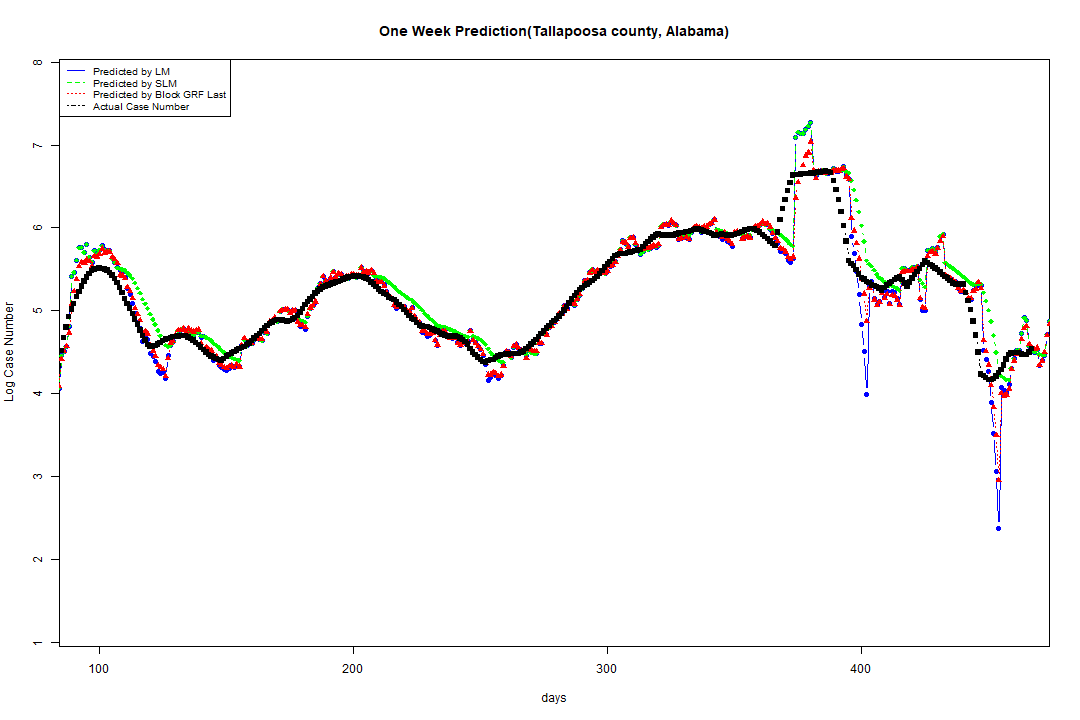 One Week Prediction(Tallapoosa county, Alabama)
Predicted by LM
Predicted by SLM
Predicted by Block GRF Last
Actual Case Number
8
7
6
5
4
3
2
1
Log Case Number
100 200 300 400
days